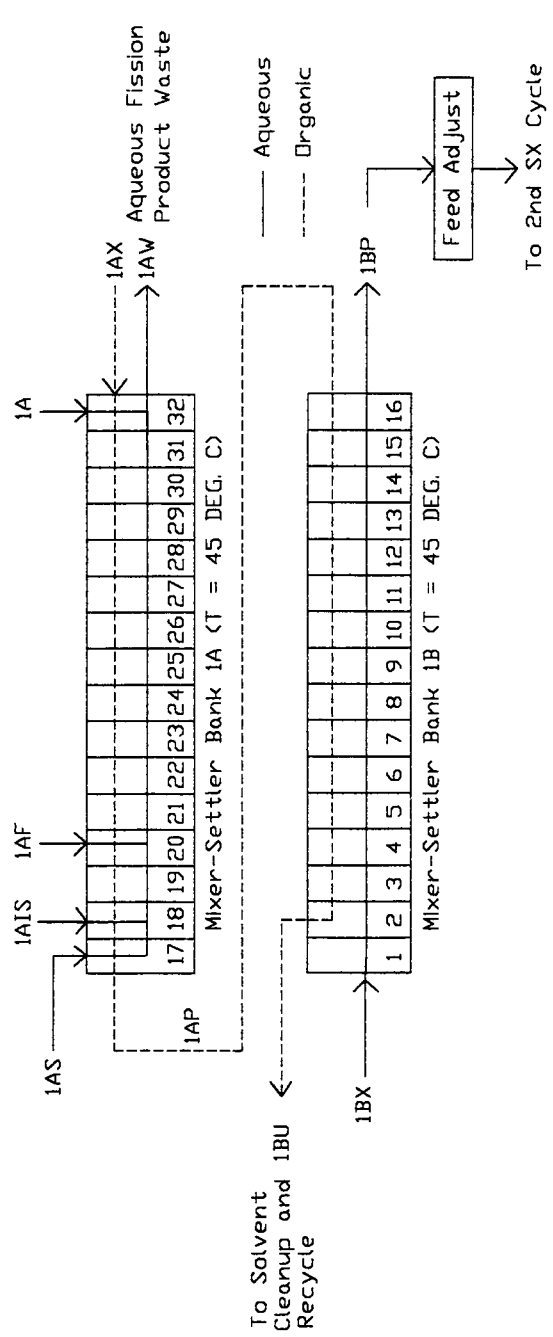 1A
1AS
1AIS
1AF
Aqueous Fission
Product Waste
1AX
1AW
17 18 19 20 21 22 23 24 25 26 27 28 29 30 31 32
Mixer-Settler Bank 1A (T = 45 DEG. C)
1AP
Aqueous
Organic
To Solvent
Cleanup and 1BU
Recycle
1BX
1BP
1 2 3 4 5 6 7 8 9 10 11 12 13 14 15 16
Mixer-Settler Bank 1B (T = 45 DEG. C)
Feed Adjust
To 2nd SX Cycle